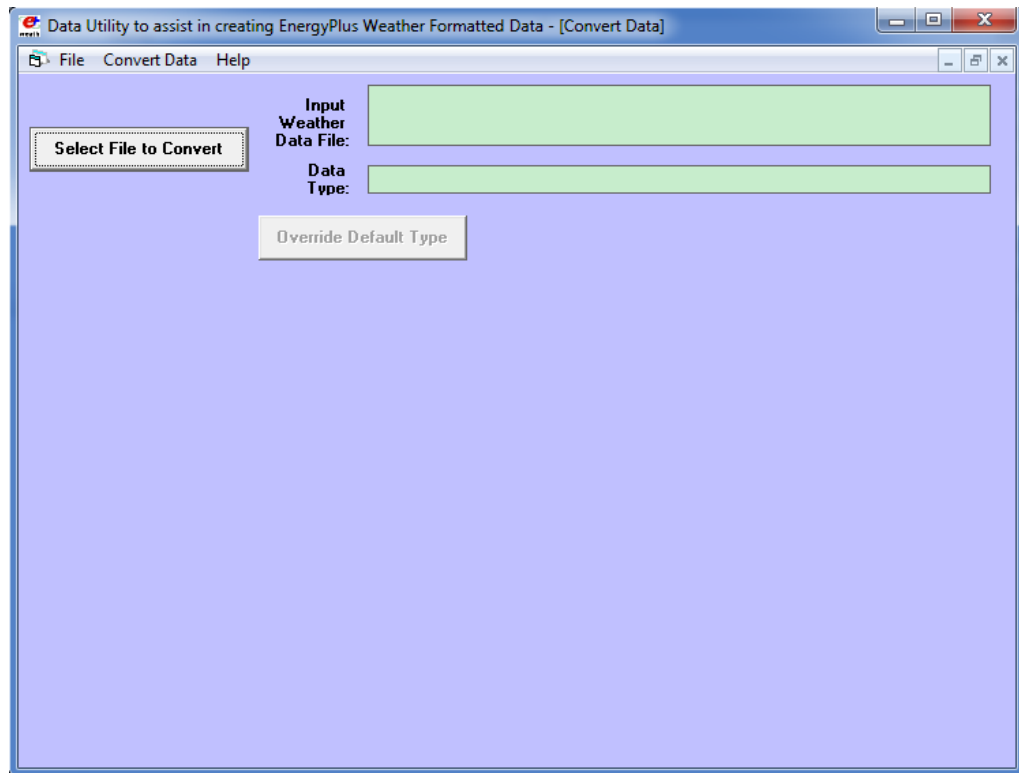 Data Utility to assist in creating EnergyPlus Weather Formatted Data - [Convert Data]
File Convert Data Help
Select File to Convert
Input
Weather
Data File:
Data
Type:
Override Default Type